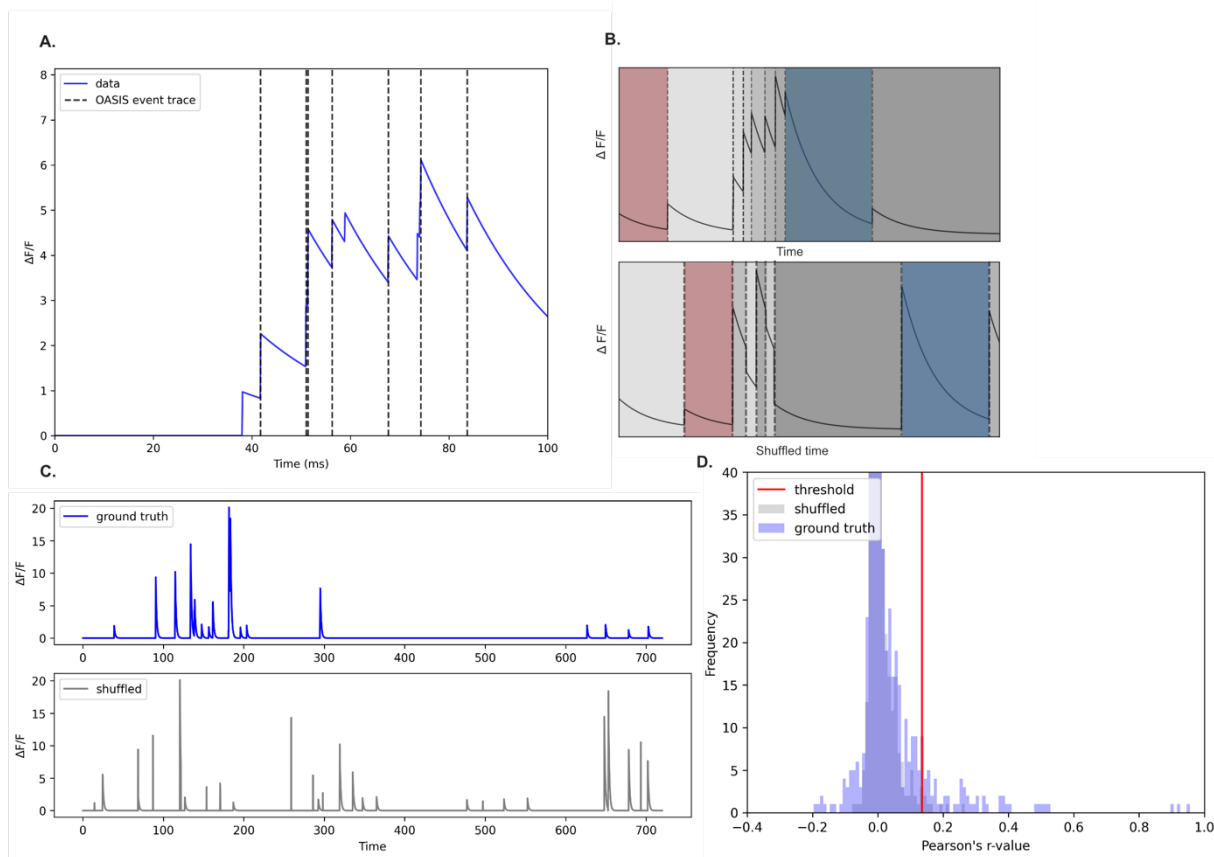 A.
data
OASIS event trace
8
7
6
5
4
3
2
1
0
ΔF/F
0 20 40 60 80 100
Time (ms)
B.
Δ F/F
Time
Δ F/F
Shuffled time
C.
ground truth
20
15
10
5
0
ΔF/F
0 100 200 300 400 500 600 700
shuffled
20
15
10
5
0
ΔF/F
0 100 200 300 400 500 600 700
Time
D.
threshold
shuffled
ground truth
40
35
30
25
20
15
10
5
0
Frequency
−0.4 −0.2 0.0 0.2 0.4 0.6 0.8 1.0
Pearson's r-value